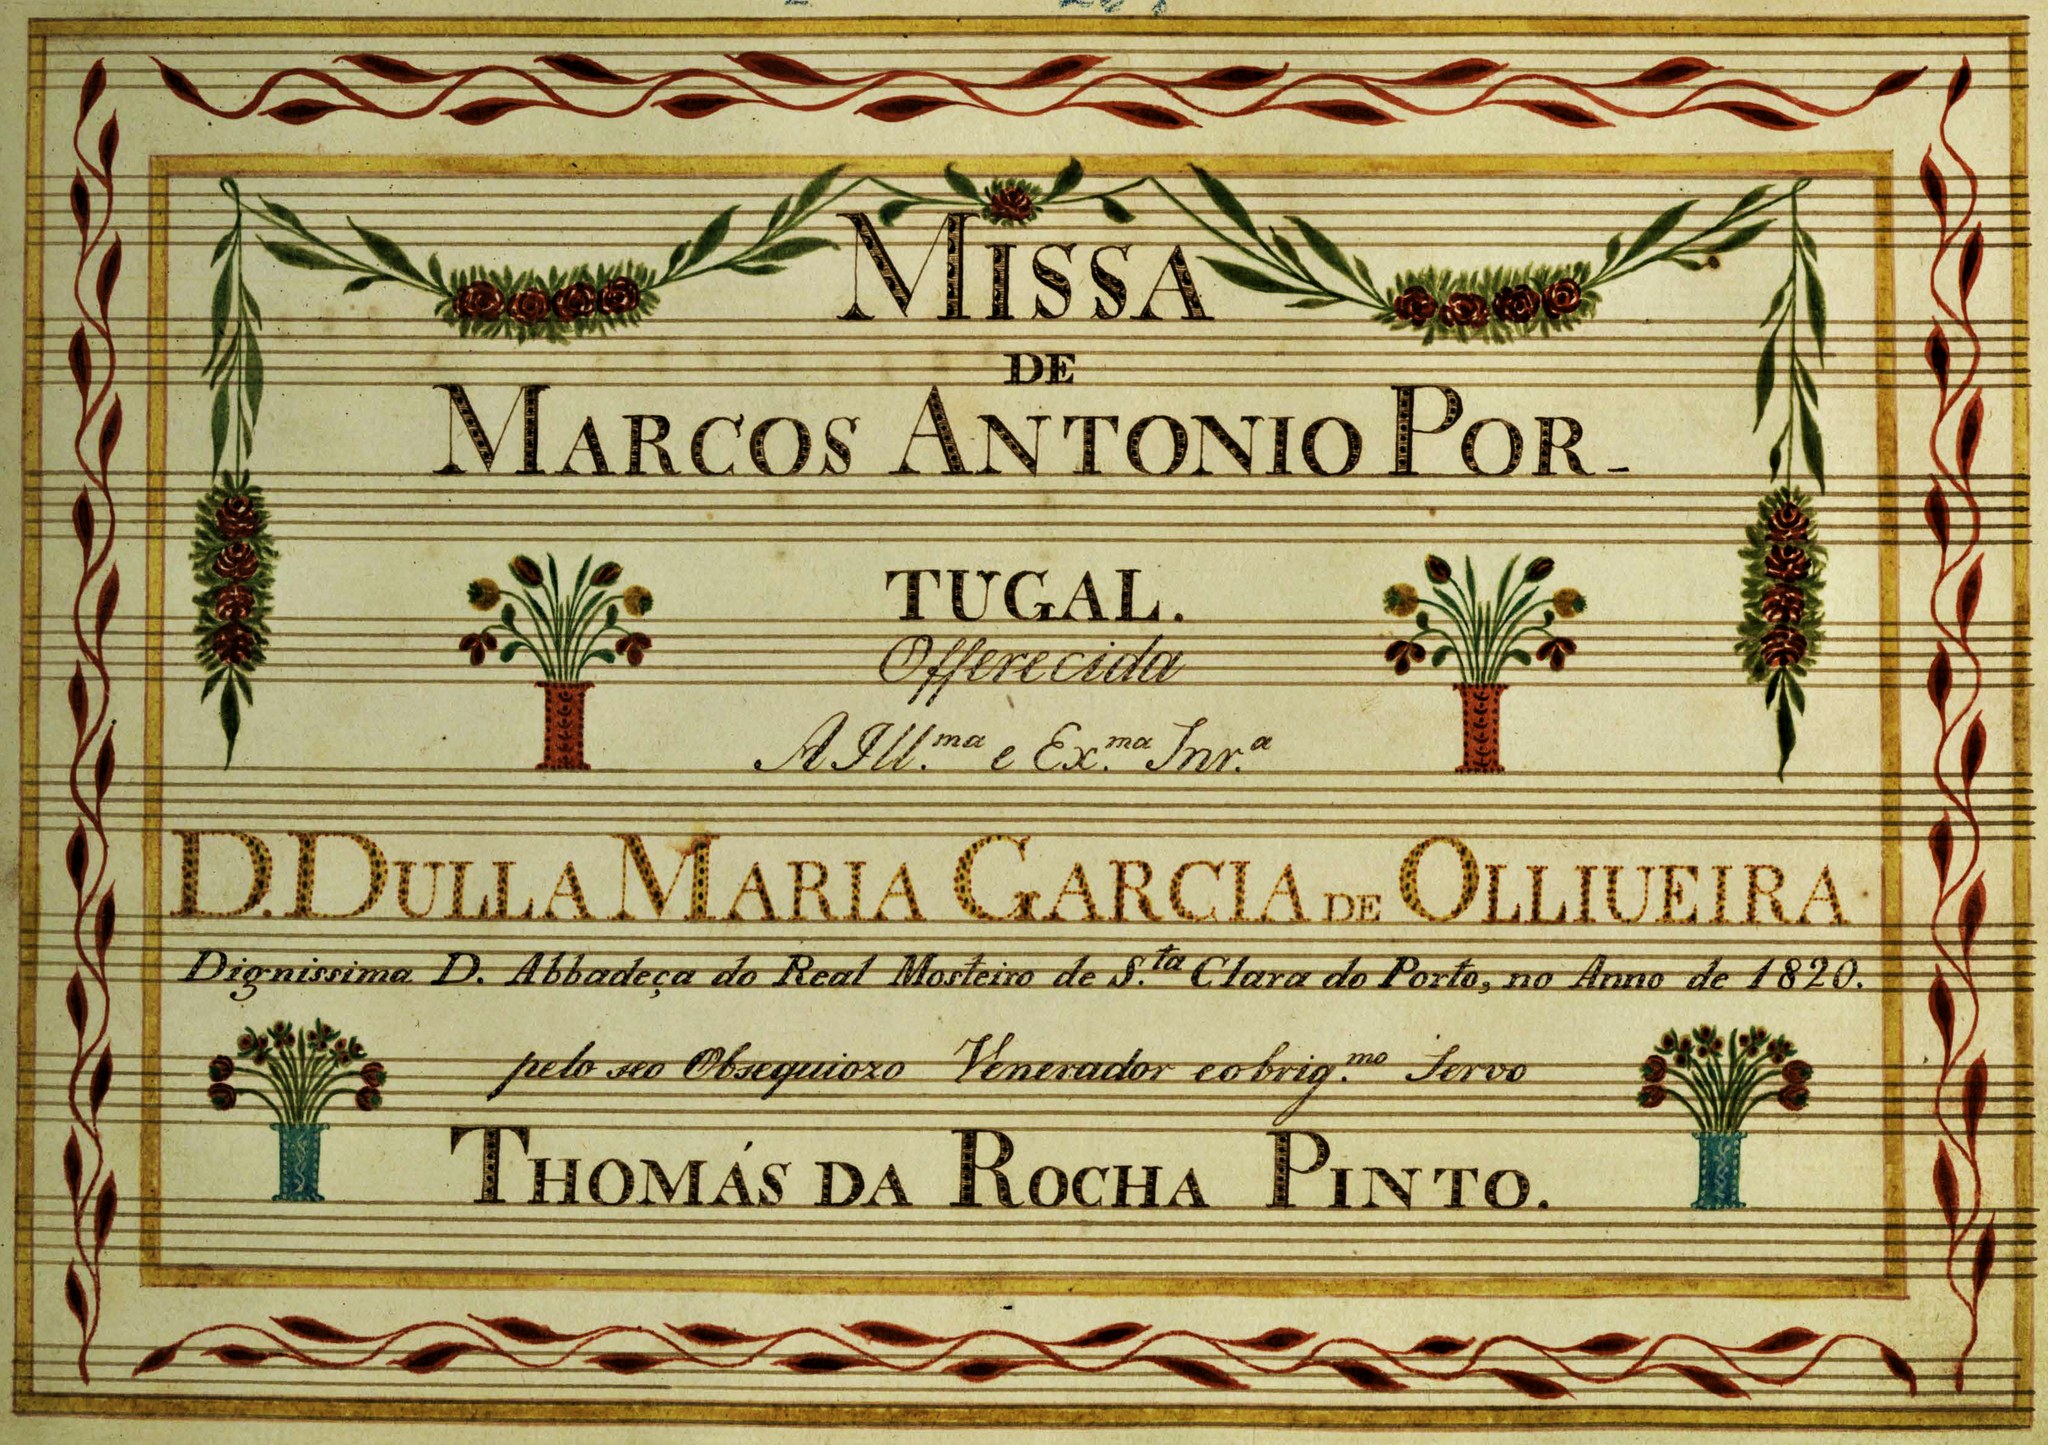 MISSA
DE
MARCOS ANTONIO POR-
TUGAL.
Offerecida
A Ill.ma e Ex.ma Snr.a
D. DULLA MARIA GARCIA DE OLLIUEIRA
Dignissima D. Abbadeça do Real Mosteiro de S.ta Clara do Porto, no Anno de 1820.
pelo seo Obsequiozo Venerador e obrig.mo Servo
THOMÁS DA ROCHA PINTO.